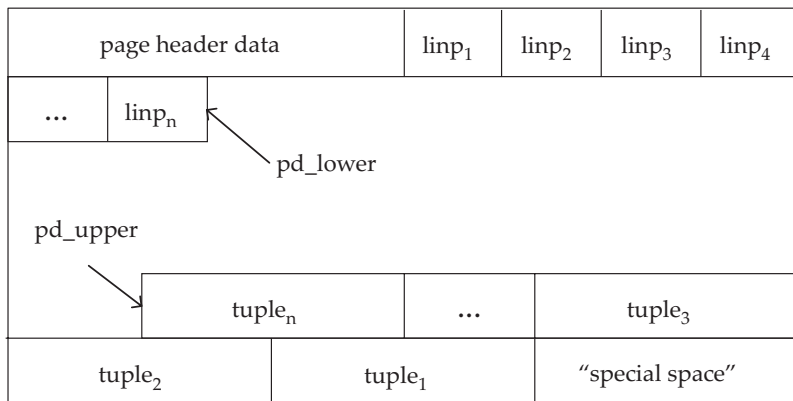 page header data linp₁ linp₂ linp₃ linp₄
... linpₙ
pd_lower
pd_upper
tupleₙ ... tuple₃
tuple₂ tuple₁ “special space”